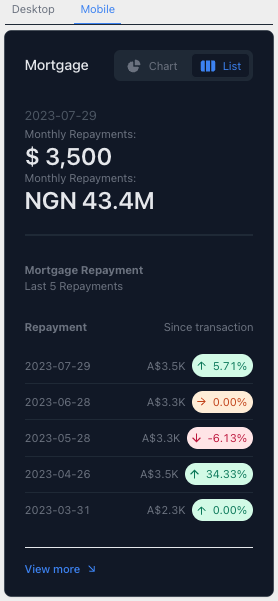 Desktop Mobile
Mortgage Chart List
2023-07-29
Monthly Repayments:
$ 3,500
Monthly Repayments:
NGN 43.4M
Mortgage Repayment
Last 5 Repayments
Repayment Since transaction
2023-07-29 A$3.5K ↑ 5.71%
2023-06-28 A$3.3K → 0.00%
2023-05-28 A$3.3K ↓ -6.13%
2023-04-26 A$3.5K ↑ 34.33%
2023-03-31 A$2.3K ↑ 0.00%
View more ↘